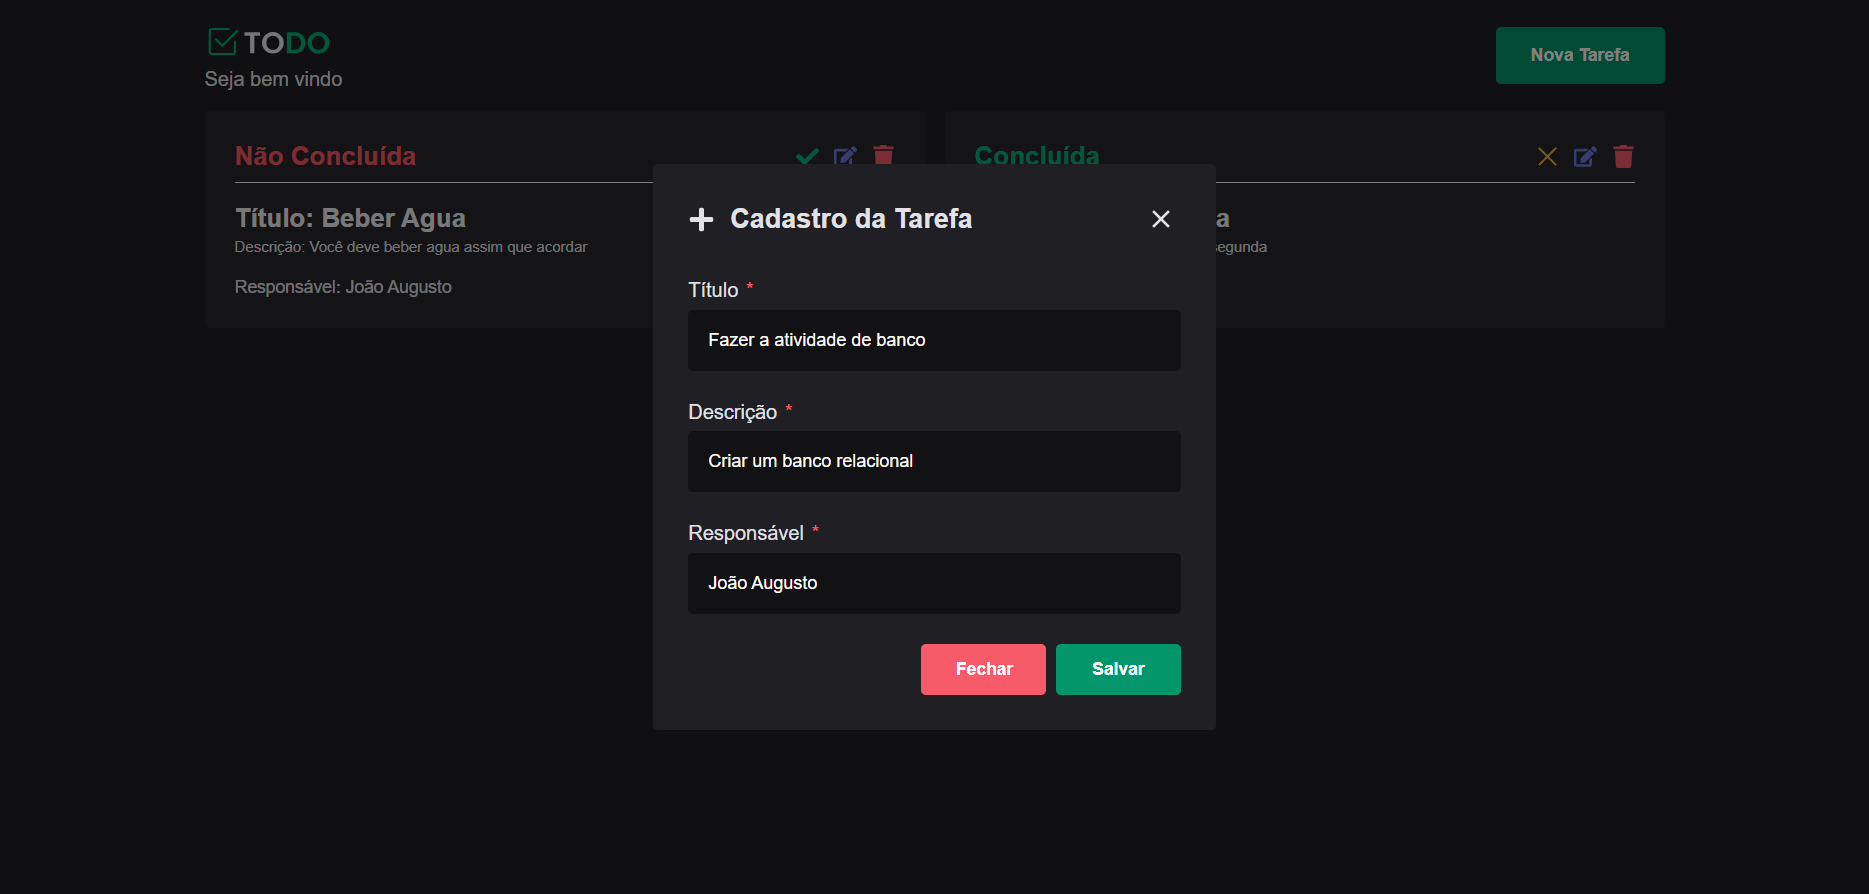 TODO
Seja bem vindo
Nova Tarefa
Não Concluída
Título: Beber Agua
Descrição: Você deve beber agua assim que acordar
Responsável: João Augusto
Concluída
Cadastro da Tarefa
Título *
Fazer a atividade de banco
Descrição *
Criar um banco relacional
Responsável *
João Augusto
Fechar
Salvar